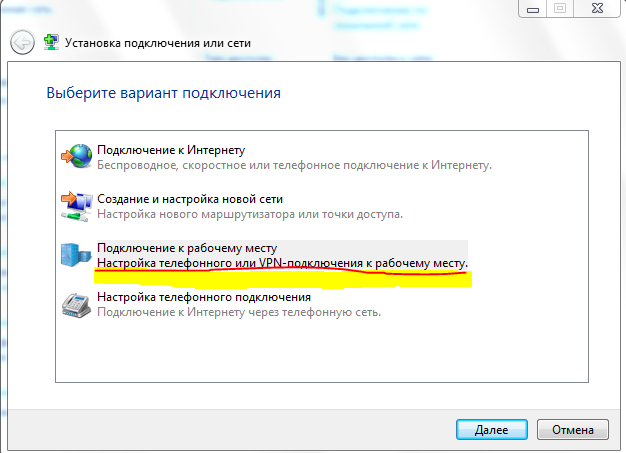 Установка подключения или сети
Выберите вариант подключения
Подключение к Интернету
Беспроводное, скоростное или телефонное подключение к Интернету.
Создание и настройка новой сети
Настройка нового маршрутизатора или точки доступа.
Подключение к рабочему месту
Настройка телефонного или VPN-подключения к рабочему месту.
Настройка телефонного подключения
Подключение к Интернету через телефонную сеть.
Далее
Отмена